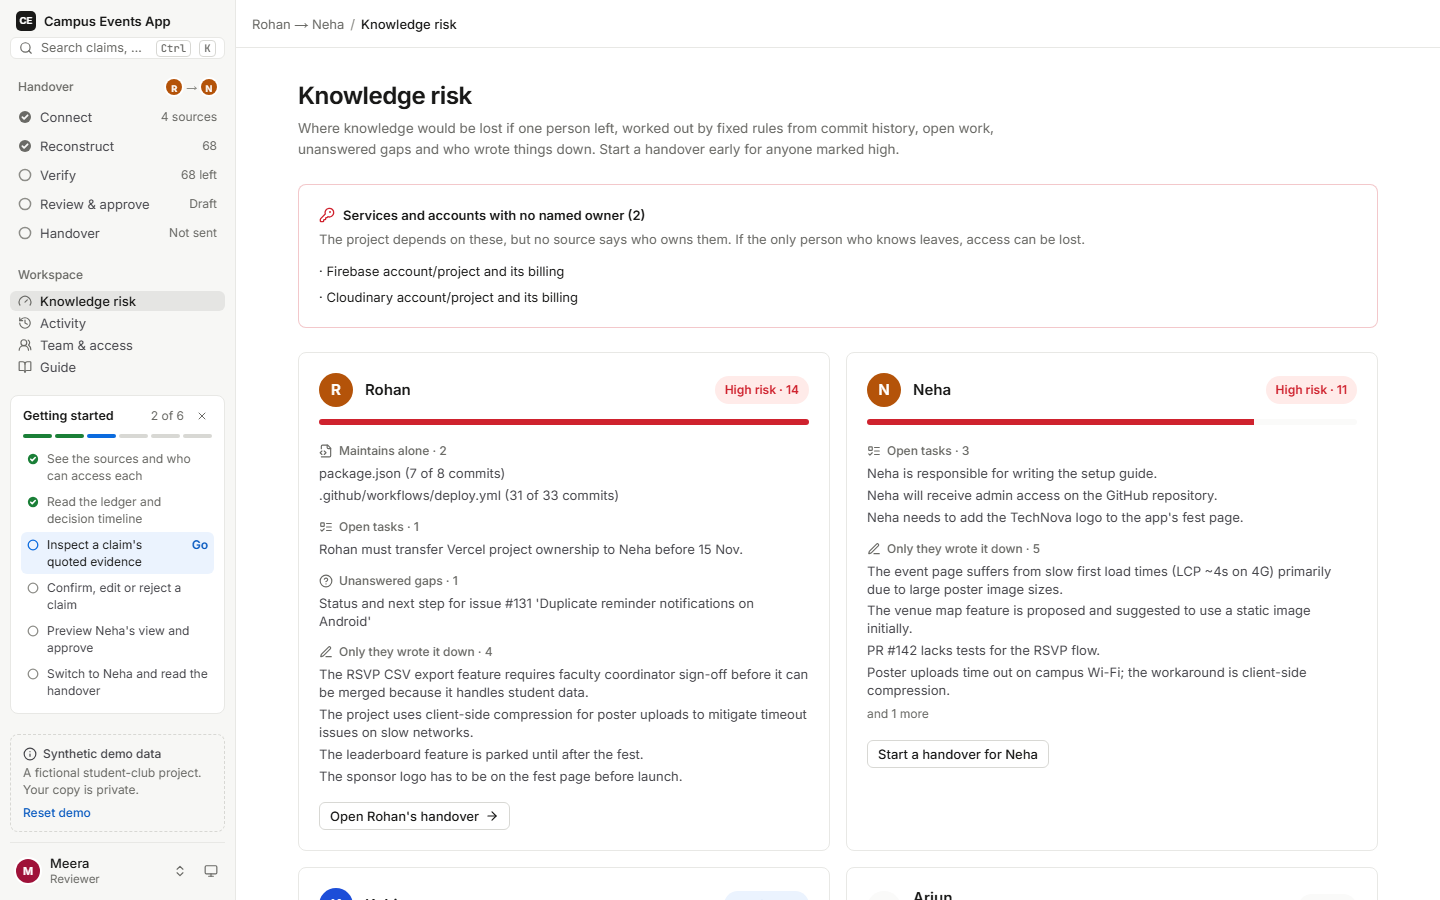 CE Campus Events App
Search claims, ... Ctrl K
Handover R → N
Connect 4 sources
Reconstruct 68
Verify 68 left
Review & approve Draft
Handover Not sent
Workspace
Knowledge risk
Activity
Team & access
Guide
Getting started 2 of 6 ×
See the sources and who
can access each
Read the ledger and
decision timeline
Inspect a claim's Go
quoted evidence
Confirm, edit or reject a
claim
Preview Neha's view and
approve
Switch to Neha and read the
handover
Synthetic demo data
A fictional student-club project.
Your copy is private.
Reset demo
M Meera
Reviewer
Rohan → Neha / Knowledge risk
Knowledge risk
Where knowledge would be lost if one person left, worked out by fixed rules from commit history, open work,
unanswered gaps and who wrote things down. Start a handover early for anyone marked high.
Services and accounts with no named owner (2)
The project depends on these, but no source says who owns them. If the only person who knows leaves, access can be lost.
· Firebase account/project and its billing
· Cloudinary account/project and its billing
R Rohan High risk · 14
Maintains alone · 2
package.json (7 of 8 commits)
.github/workflows/deploy.yml (31 of 33 commits)
Open tasks · 1
Rohan must transfer Vercel project ownership to Neha before 15 Nov.
Unanswered gaps · 1
Status and next step for issue #131 'Duplicate reminder notifications on
Android'
Only they wrote it down · 4
The RSVP CSV export feature requires faculty coordinator sign-off before it can
be merged because it handles student data.
The project uses client-side compression for poster uploads to mitigate timeout
issues on slow networks.
The leaderboard feature is parked until after the fest.
The sponsor logo has to be on the fest page before launch.
Open Rohan's handover →
N Neha High risk · 11
Open tasks · 3
Neha is responsible for writing the setup guide.
Neha will receive admin access on the GitHub repository.
Neha needs to add the TechNova logo to the app's fest page.
Only they wrote it down · 5
The event page suffers from slow first load times (LCP ~4s on 4G) primarily
due to large poster image sizes.
The venue map feature is proposed and suggested to use a static image
initially.
PR #142 lacks tests for the RSVP flow.
Poster uploads time out on campus Wi-Fi; the workaround is client-side
compression.
and 1 more
Start a handover for Neha
Arjun